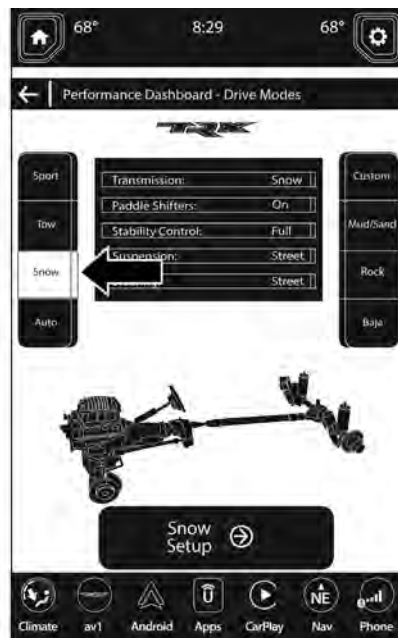 68° 8:29 68°
Performance Dashboard - Drive Modes
TRX
Sport
Tow
Snow
Auto
Transmission: Snow
Paddle Shifters: On
Stability Control: Full
Suspension: Street
Street
Custom
Mud/Sand
Rock
Baja
Snow
Setup
Climate av1 Android Apps CarPlay Nav Phone
NE